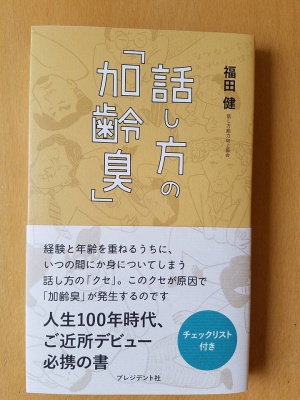 話し方の
「加齢臭」
福田 健
経験と年齢を重ねるうちに、
いつの間にか身についてしまう
話し方の「クセ」。このクセが原因で
「加齢臭」が発生するのです
人生100年時代、
ご近所デビュー
必携の書
チェックリスト
付き
プレジデント社